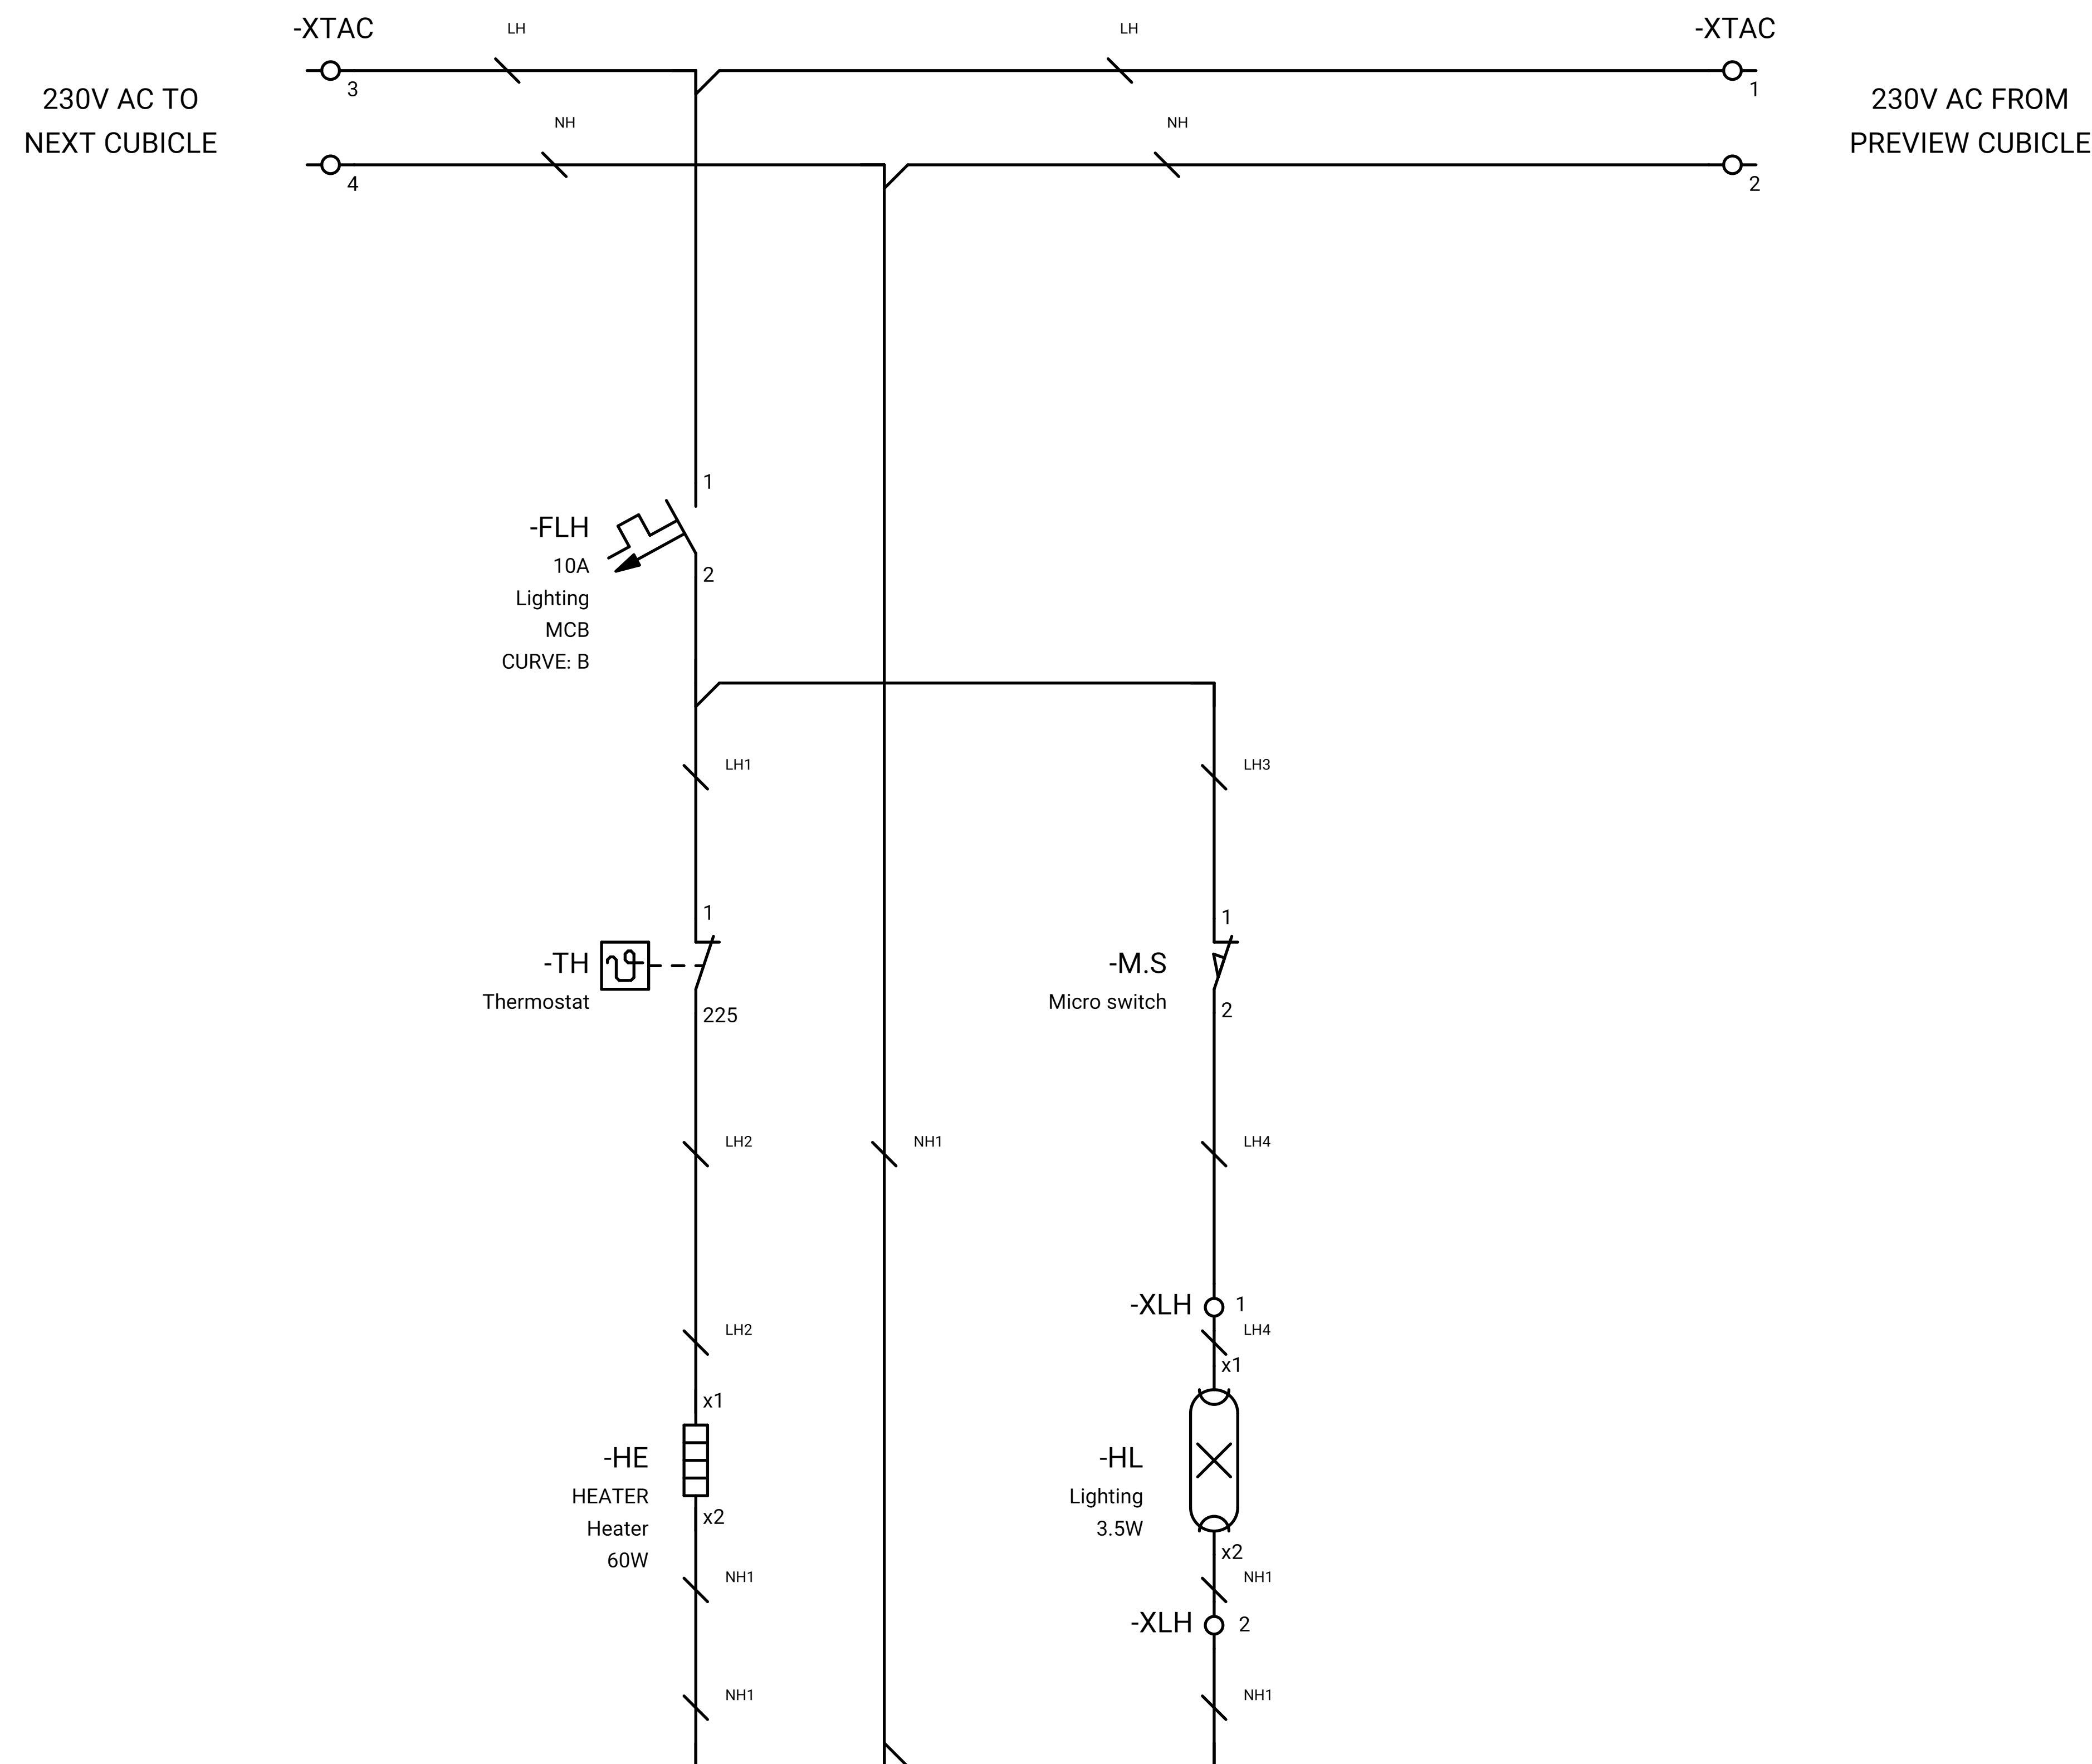 -XTAC
LH
LH
-XTAC
3
1
230V AC TO
NEXT CUBICLE
230V AC FROM
PREVIEW CUBICLE
NH
NH
4
2
1
-FLH
10A
Lighting
MCB
CURVE: B
2
LH1
LH3
1
-TH
Thermostat
225
1
-M.S
Micro switch
2
LH2
NH1
LH4
-XLH
1
LH2
LH4
x1
x1
-HE
HEATER
Heater
60W
x2
-HL
Lighting
3.5W
x2
NH1
NH1
-XLH
2
NH1
NH1